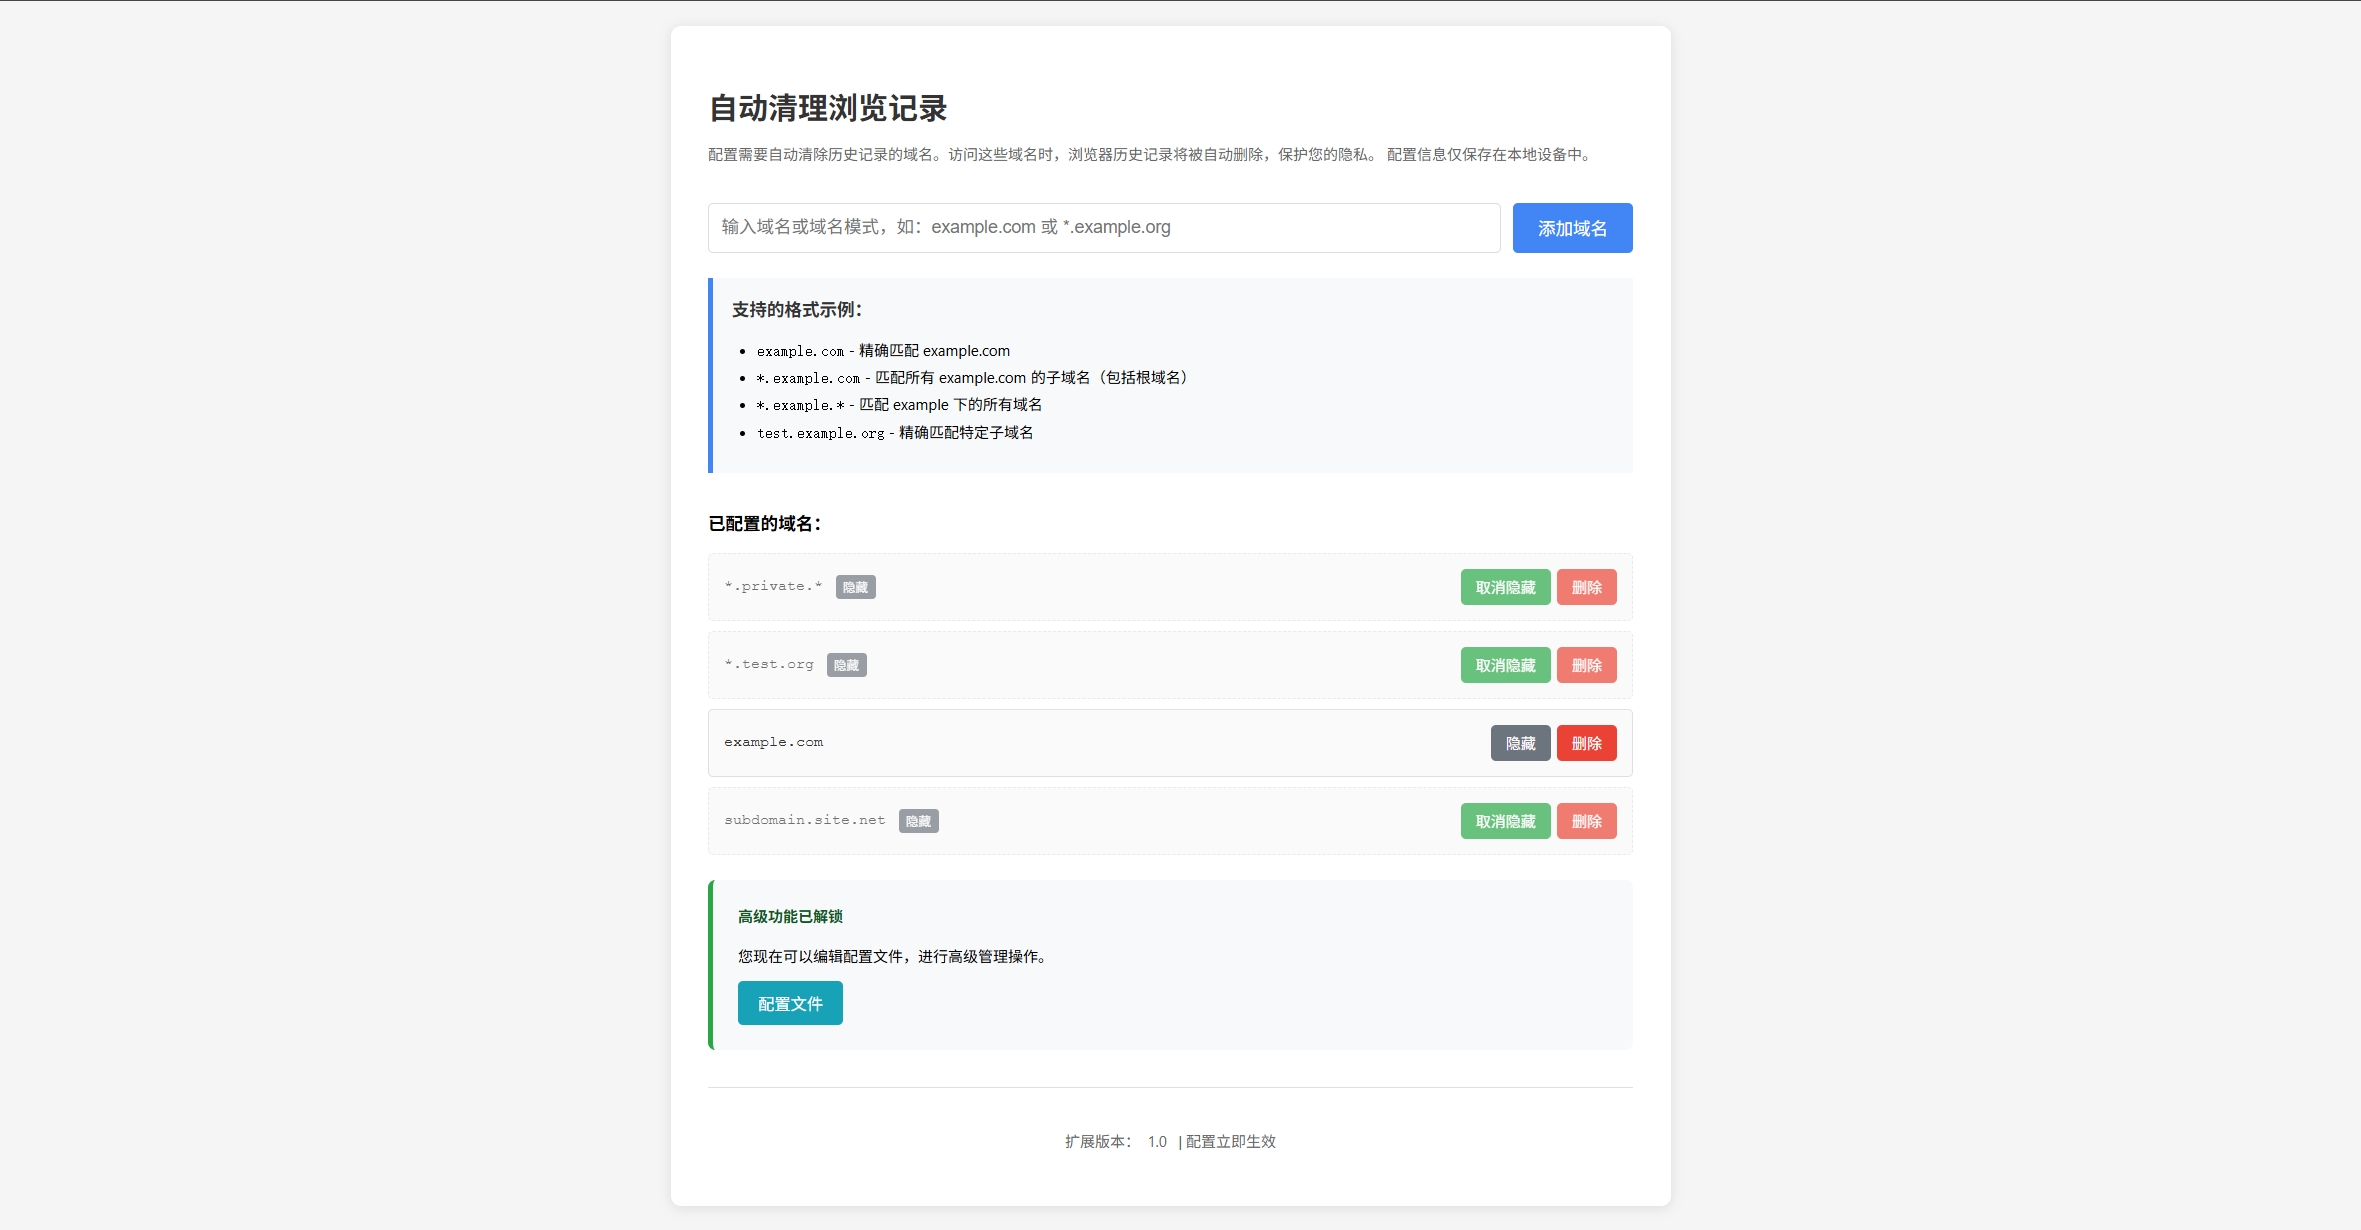 自动清理浏览记录
配置需要自动清除历史记录的域名。访问这些域名时，浏览器历史记录将被自动删除，保护您的隐私。 配置信息仅保存在本地设备中。
输入域名或域名模式，如：example.com 或 *.example.org
添加域名
支持的格式示例：
example.com - 精确匹配 example.com
*.example.com - 匹配所有 example.com 的子域名（包括根域名）
*.example.* - 匹配 example 下的所有域名
test.example.org - 精确匹配特定子域名
已配置的域名：
*.private.* 隐藏 取消隐藏 删除
*.test.org 隐藏 取消隐藏 删除
example.com 隐藏 删除
subdomain.site.net 隐藏 取消隐藏 删除
高级功能已解锁
您现在可以编辑配置文件，进行高级管理操作。
配置文件
扩展版本： 1.0 | 配置立即生效